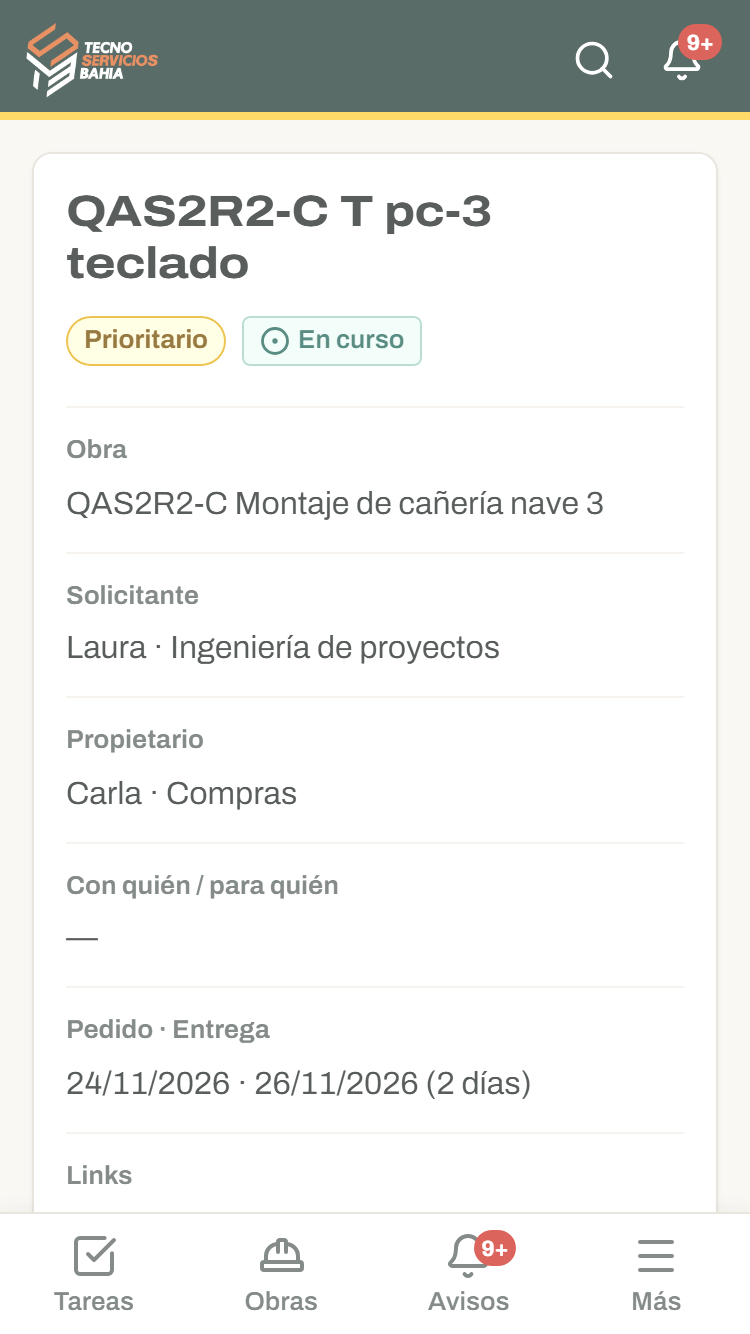 TECNO
SERVICIOS
BAHIA
9+
QAS2R2-C T pc-3
teclado
Prioritario
En curso
Obra
QAS2R2-C Montaje de cañería nave 3
Solicitante
Laura · Ingeniería de proyectos
Propietario
Carla · Compras
Con quién / para quién
—
Pedido · Entrega
24/11/2026 · 26/11/2026 (2 días)
Links
9+
Tareas
Obras
Avisos
Más